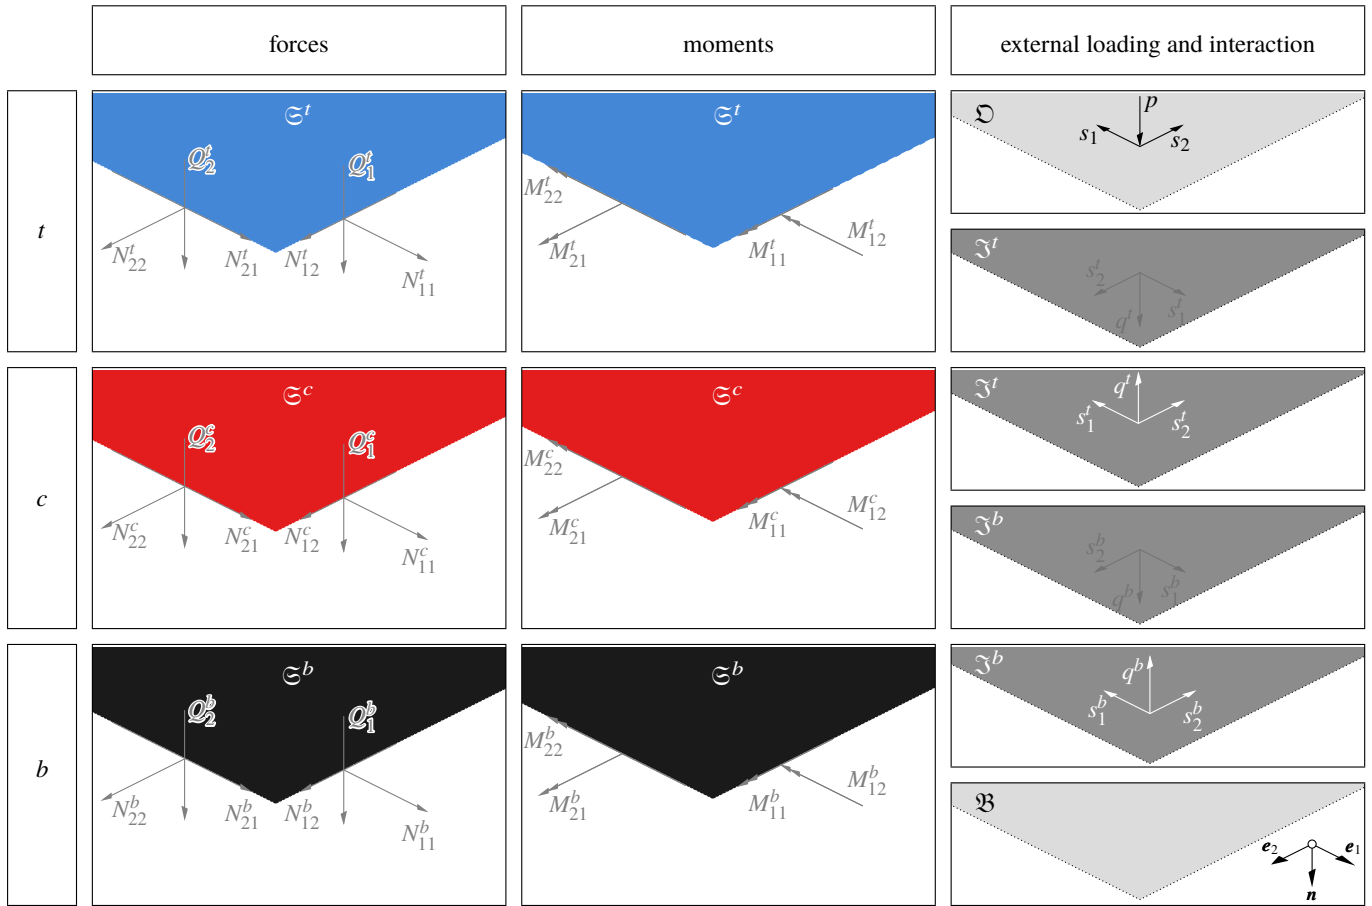 forces
moments
external loading and interaction
t
𝔖^t
Q_2^t
Q_1^t
N_22^t
N_21^t
N_12^t
N_11^t
𝔖^t
M_22^t
M_21^t
M_11^t
M_12^t
𝔒
p
s_1
s_2
ℑ^t
s_2^t
q^t
s_1^t
c
𝔖^c
Q_2^c
Q_1^c
N_22^c
N_21^c
N_12^c
N_11^c
𝔖^c
M_22^c
M_21^c
M_11^c
M_12^c
ℑ^t
q^t
s_1^t
s_2^t
ℑ^b
s_2^b
q^b
s_1^b
b
𝔖^b
Q_2^b
Q_1^b
N_22^b
N_21^b
N_12^b
N_11^b
𝔖^b
M_22^b
M_21^b
M_11^b
M_12^b
ℑ^b
q^b
s_1^b
s_2^b
𝔅
e_2
e_1
n